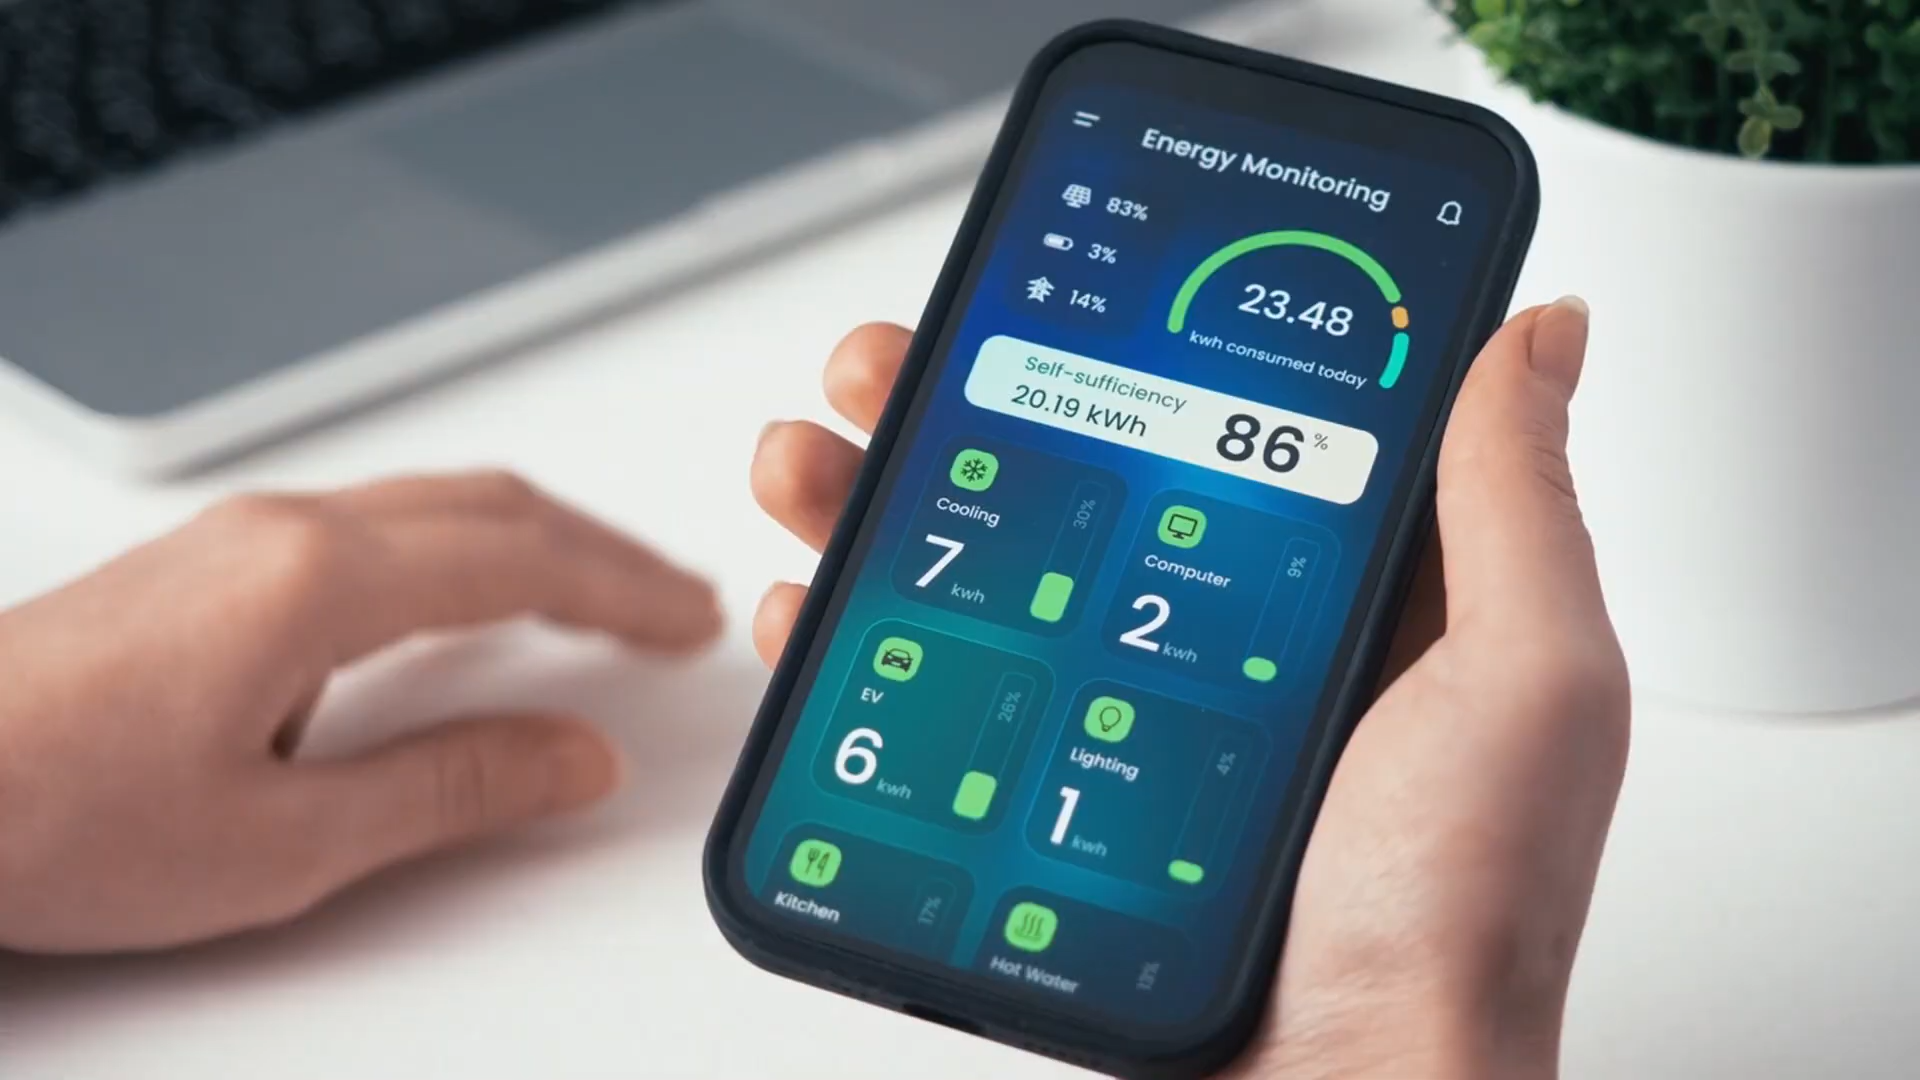 Energy Monitoring
83%
3%
14%
23.48
kwh consumed today
Self-sufficiency
20.19 kWh
86%
Cooling
30%
7 kwh
Computer
9%
2 kwh
EV
26%
6 kwh
Lighting
4%
1 kwh
Kitchen
17%
Hot Water
13%